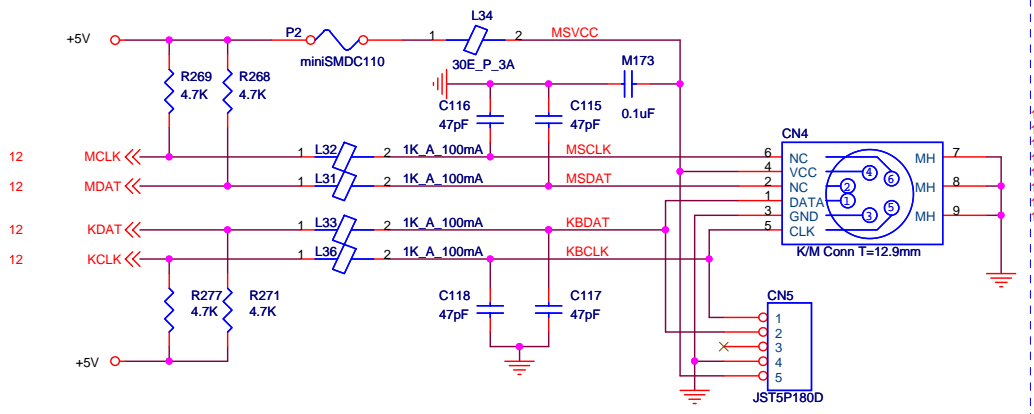 L34
+5V P2 1 2 MSVCC
miniSMDC110 30E_P_3A M173
R269 R268
4.7K 4.7K
C116 C115 0.1uF
47pF 47pF
CN4
12 MCLK 1 L32 2 1K_A_100mA MSCLK 6 NC MH 7
4 VCC 4 6
12 MDAT 1 L31 2 1K_A_100mA MSDAT 2 NC 2 MH 8
1 DATA 1
3 GND 3 5 MH 9
12 KDAT 1 L33 2 1K_A_100mA KBDAT 5 CLK
K/M Conn T=12.9mm
12 KCLK 1 L36 2 1K_A_100mA KBCLK
R277 R271 C118 C117 CN5
4.7K 4.7K 47pF 47pF
1
2
3
+5V 4
5
JST5P180D